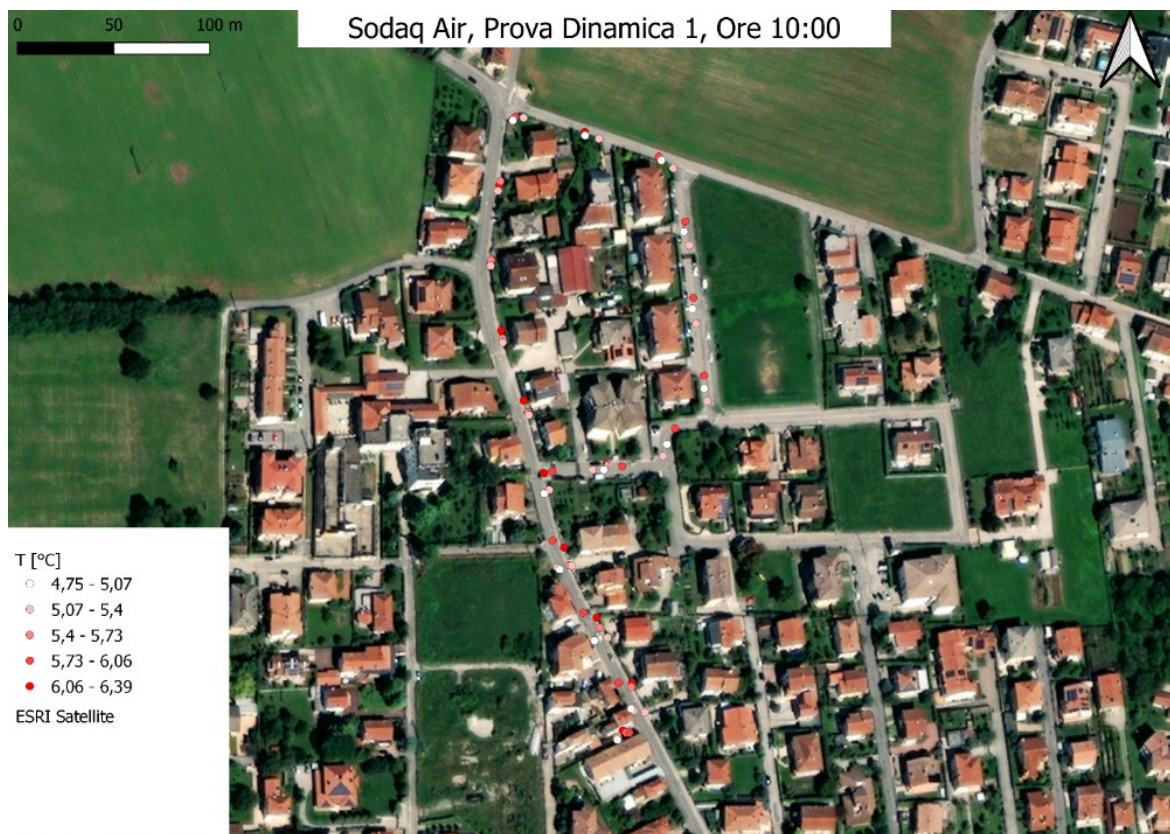 Sodaq Air, Prova Dinamica 1, Ore 10:00
0 50 100 m
T [°C]
4,75 - 5,07
5,07 - 5,4
5,4 - 5,73
5,73 - 6,06
6,06 - 6,39
ESRI Satellite